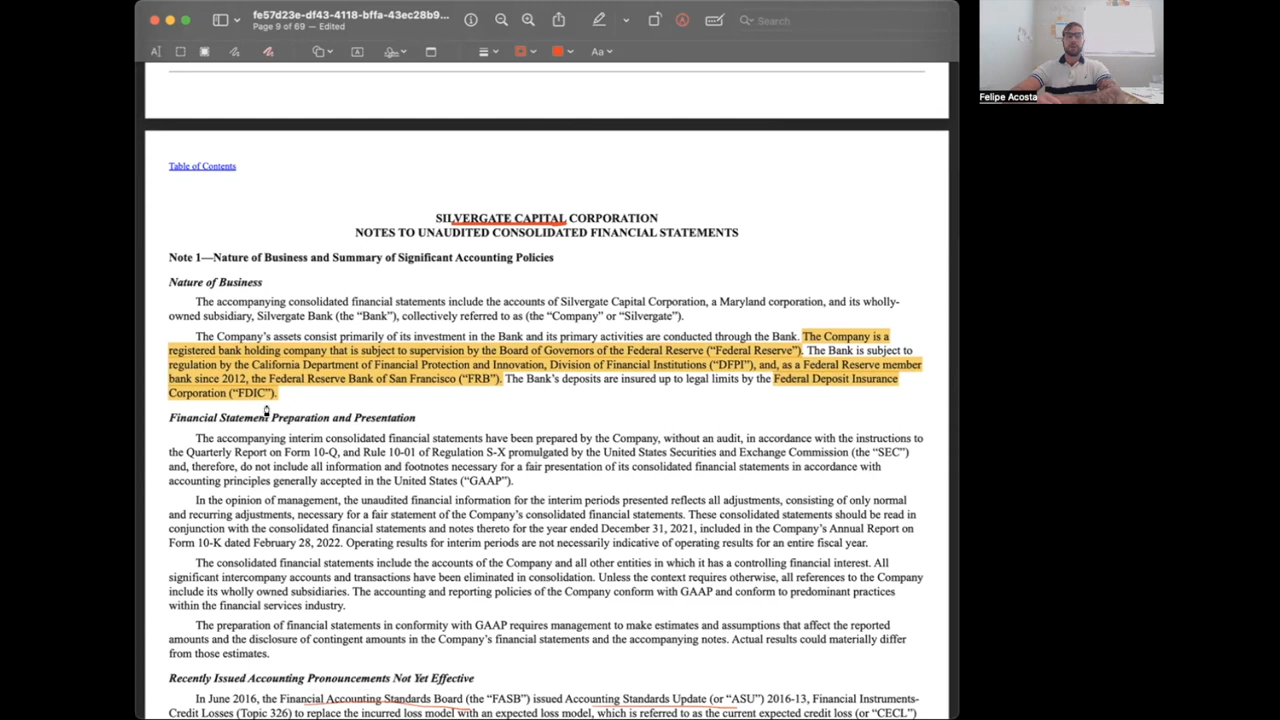 fe57d23e-df43-4118-bffa-43ec28b9...
Page 9 of 69 — Edited
Search
Aa
Felipe Acosta
Table of Contents
SILVERGATE CAPITAL CORPORATION
NOTES TO UNAUDITED CONSOLIDATED FINANCIAL STATEMENTS
Note 1—Nature of Business and Summary of Significant Accounting Policies
Nature of Business
The accompanying consolidated financial statements include the accounts of Silvergate Capital Corporation, a Maryland corporation, and its wholly-
owned subsidiary, Silvergate Bank (the “Bank”), collectively referred to as (the “Company” or “Silvergate”).
The Company’s assets consist primarily of its investment in the Bank and its primary activities are conducted through the Bank. The Company is a
registered bank holding company that is subject to supervision by the Board of Governors of the Federal Reserve (“Federal Reserve”). The Bank is subject to
regulation by the California Department of Financial Protection and Innovation, Division of Financial Institutions (“DFPI”), and, as a Federal Reserve member
bank since 2012, the Federal Reserve Bank of San Francisco (“FRB”). The Bank’s deposits are insured up to legal limits by the Federal Deposit Insurance
Corporation (“FDIC”).
Financial Statement Preparation and Presentation
The accompanying interim consolidated financial statements have been prepared by the Company, without an audit, in accordance with the instructions to
the Quarterly Report on Form 10-Q, and Rule 10-01 of Regulation S-X promulgated by the United States Securities and Exchange Commission (the “SEC”)
and, therefore, do not include all information and footnotes necessary for a fair presentation of its consolidated financial statements in accordance with
accounting principles generally accepted in the United States (“GAAP”).
In the opinion of management, the unaudited financial information for the interim periods presented reflects all adjustments, consisting of only normal
and recurring adjustments, necessary for a fair statement of the Company’s consolidated financial statements. These consolidated statements should be read in
conjunction with the consolidated financial statements and notes thereto for the year ended December 31, 2021, included in the Company’s Annual Report on
Form 10-K dated February 28, 2022. Operating results for interim periods are not necessarily indicative of operating results for an entire fiscal year.
The consolidated financial statements include the accounts of the Company and all other entities in which it has a controlling financial interest. All
significant intercompany accounts and transactions have been eliminated in consolidation. Unless the context requires otherwise, all references to the Company
include its wholly owned subsidiaries. The accounting and reporting policies of the Company conform with GAAP and conform to predominant practices
within the financial services industry.
The preparation of financial statements in conformity with GAAP requires management to make estimates and assumptions that affect the reported
amounts and the disclosure of contingent amounts in the Company’s financial statements and the accompanying notes. Actual results could materially differ
from those estimates.
Recently Issued Accounting Pronouncements Not Yet Effective
In June 2016, the Financial Accounting Standards Board (the “FASB”) issued Accounting Standards Update (or “ASU”) 2016-13, Financial Instruments-
Credit Losses (Topic 326) to replace the incurred loss model with an expected loss model, which is referred to as the current expected credit loss (or “CECL”)